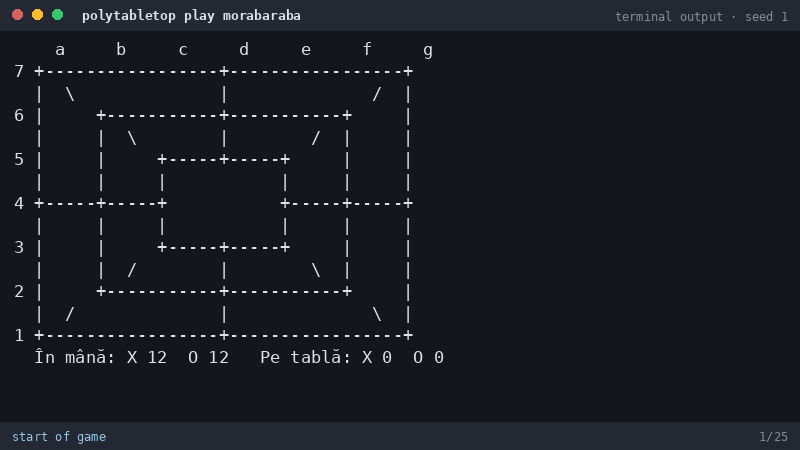 polytabletop play morabaraba
terminal output · seed 1
    a     b     c     d     e     f     g
7 +-----------------+-----------------+
  |  \              |              /  |
6 |     +-----------+-----------+     |
  |     |  \        |        /  |     |
5 |     |     +-----+-----+     |     |
  |     |     |           |     |     |
4 +-----+-----+           +-----+-----+
  |     |     |           |     |     |
3 |     |     +-----+-----+     |     |
  |     |  /        |        \  |     |
2 |     +-----------+-----------+     |
  |  /              |              \  |
1 +-----------------+-----------------+
  În mână: X 12  O 12   Pe tablă: X 0  O 0
start of game
1/25